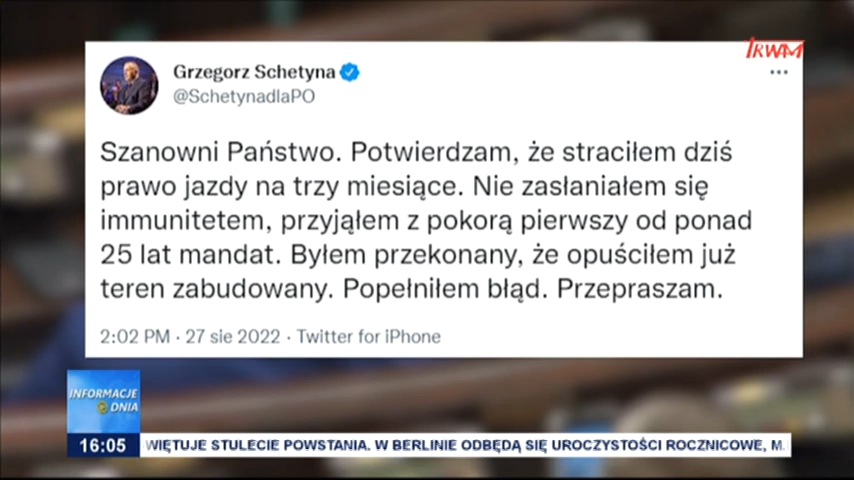 TRWAM
Grzegorz Schetyna
@SchetynadlaPO
Szanowni Państwo. Potwierdzam, że straciłem dziś
prawo jazdy na trzy miesiące. Nie zasłaniałem się
immunitetem, przyjąłem z pokorą pierwszy od ponad
25 lat mandat. Byłem przekonany, że opuściłem już
teren zabudowany. Popełniłem błąd. Przepraszam.
2:02 PM · 27 sie 2022 · Twitter for iPhone
INFORMACJE
DNIA
16:05 WIĘTUJE STULECIE POWSTANIA. W BERLINIE ODBĘDĄ SIĘ UROCZYSTOŚCI ROCZNICOWE, M.